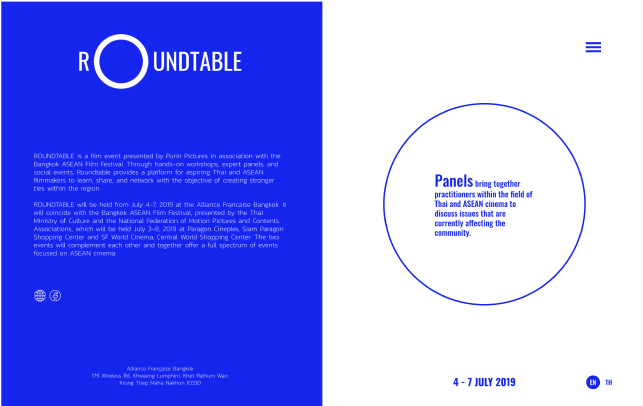 ROUNDTABLE
ROUNDTABLE is a film event presented by Purin Pictures in association with the
Bangkok ASEAN Film Festival. Through hands-on workshops, expert panels, and
social events, Roundtable provides a platform for aspiring Thai and ASEAN
filmmakers to learn, share, and network with the objective of creating stronger
ties within the region.
ROUNDTABLE will be held from July 4-7, 2019 at the Alliance Francaise Bangkok. It
will coincide with the Bangkok ASEAN Film Festival, presented by the Thai
Ministry of Culture and the National Federation of Motion Pictures and Contents
Associations, which will be held July 3-8, 2019 at Paragon Cineplex, Siam Paragon
Shopping Center and SF World Cinema, Central World Shopping Center. The two
events will complement each other and together offer a full spectrum of events
focused on ASEAN cinema.
Alliance Française Bangkok
179 Wireless Rd, Khwaeng Lumphini, Khet Pathum Wan,
Krung Thep Maha Nakhon 10330
Panels bring together
practitioners within the field of
Thai and ASEAN cinema to
discuss issues that are
currently affecting the
community.
4 - 7 JULY 2019
EN TH